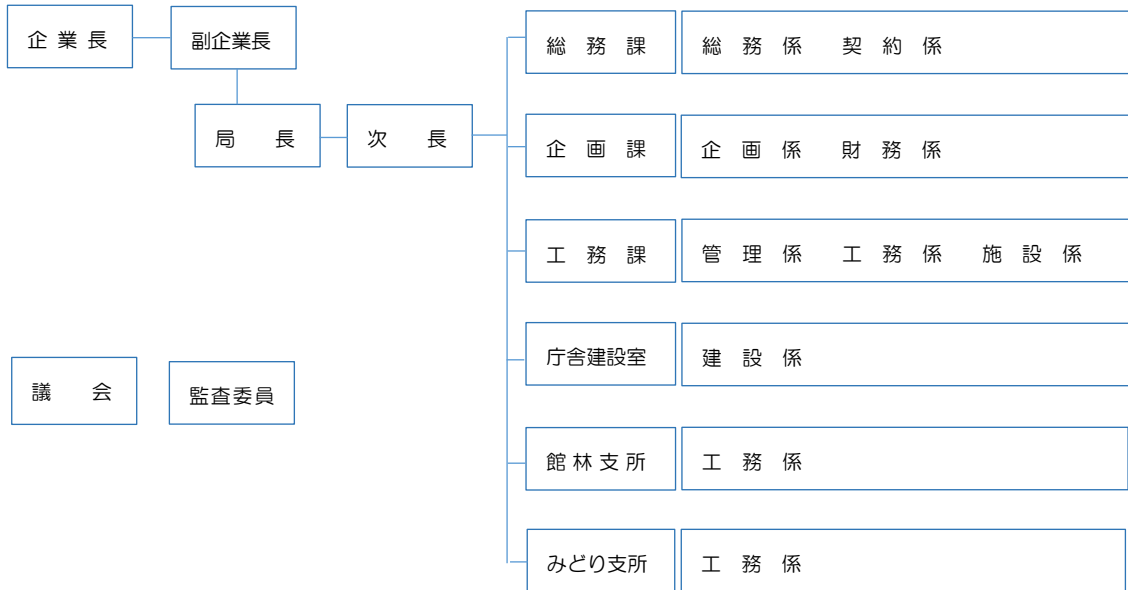 企業長
副企業長
局長
次長
総務課
総務係 契約係
企画課
企画係 財務係
工務課
管理係 工務係 施設係
庁舎建設室
建設係
議会
監査委員
館林支所
工務係
みどり支所
工務係